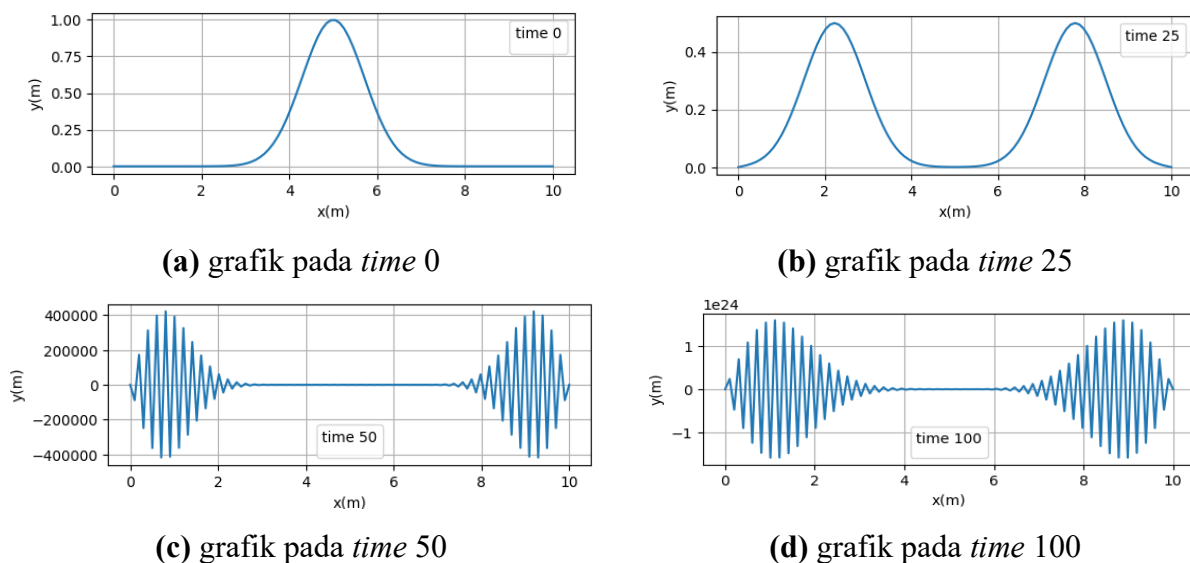 1.00
0.75
0.50
0.25
0.00
y(m)
time 0
0 2 4 6 8 10
x(m)
(a) grafik pada time 0
0.4
0.2
0.0
y(m)
time 25
0 2 4 6 8 10
x(m)
(b) grafik pada time 25
400000
200000
0
−200000
−400000
y(m)
time 50
0 2 4 6 8 10
x(m)
(c) grafik pada time 50
1e24
1
0
−1
y(m)
time 100
0 2 4 6 8 10
x(m)
(d) grafik pada time 100